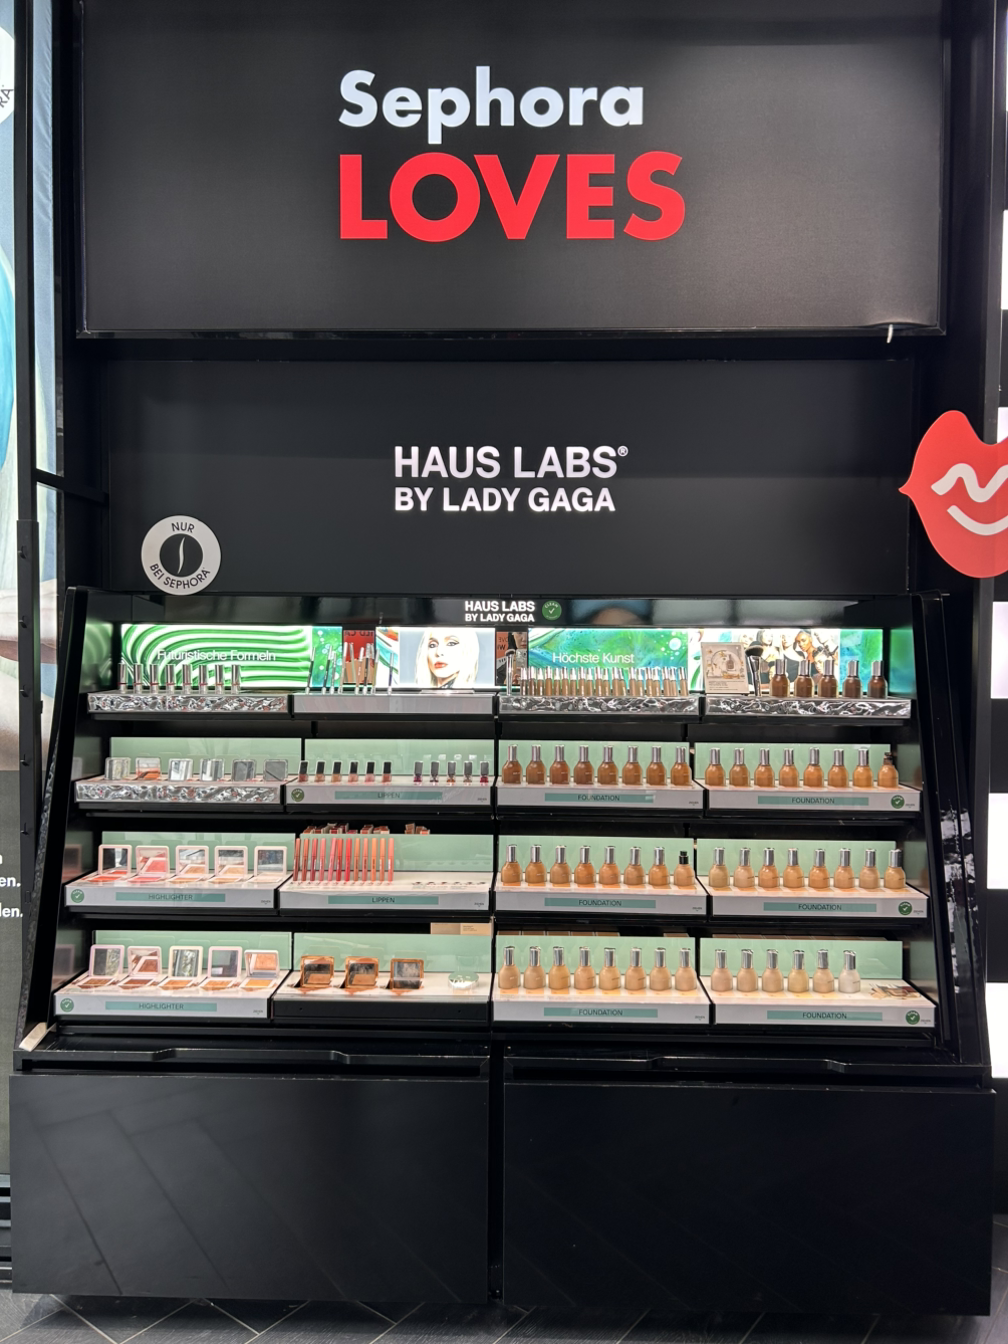 Sephora
LOVES
HAUS LABS®
BY LADY GAGA
NUR
BEI SEPHORA
HAUS LABS
BY LADY GAGA
Futuristische Formeln
Höchste Kunst
LIPPEN
FOUNDATION
FOUNDATION
HIGHLIGHTER
LIPPEN
FOUNDATION
FOUNDATION
HIGHLIGHTER
FOUNDATION
FOUNDATION